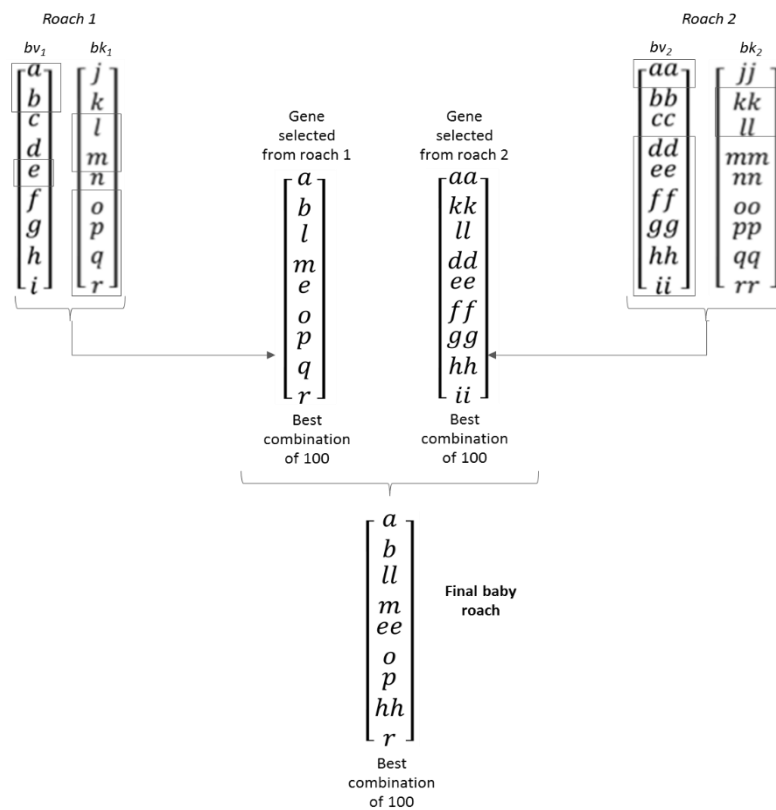 Roach 1
bv₁
bk₁
a
b
c
d
e
f
g
h
i
j
k
l
m
n
o
p
q
r
Gene
selected
from roach 1
a
b
l
m
e
o
p
q
r
Best
combination
of 100
Gene
selected
from roach 2
aa
kk
ll
dd
ee
ff
gg
hh
ii
Best
combination
of 100
Roach 2
bv₂
bk₂
aa
bb
cc
dd
ee
ff
gg
hh
ii
jj
kk
ll
mm
nn
oo
pp
qq
rr
a
b
ll
m
ee
o
p
hh
r
Final baby
roach
Best
combination
of 100